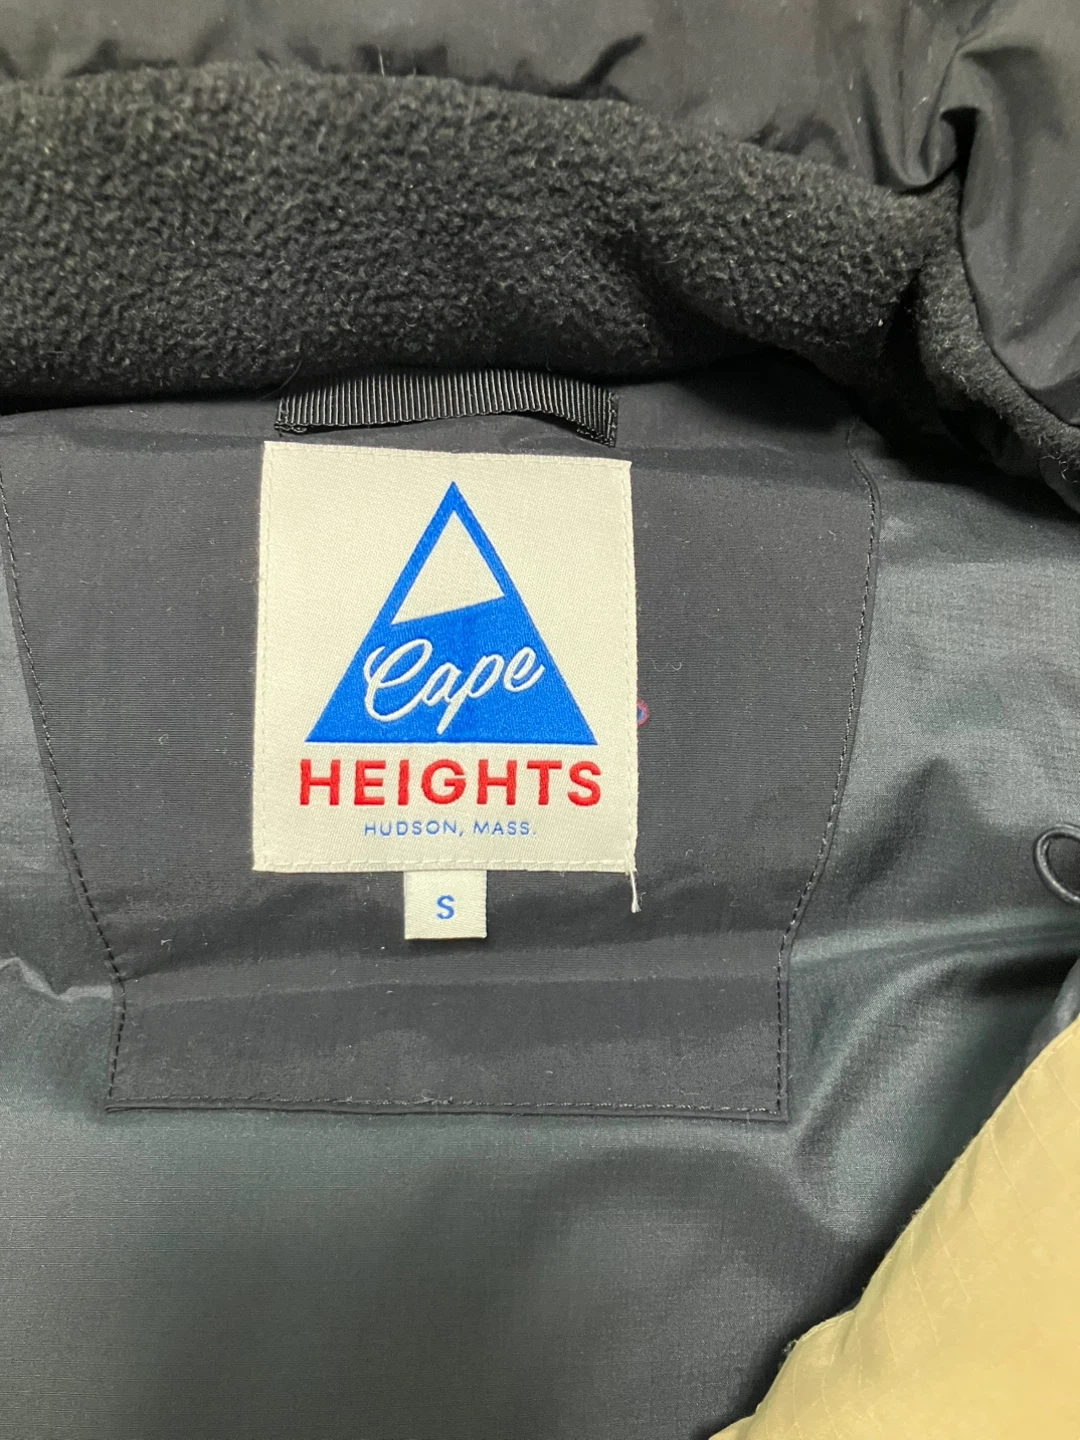 Cape
HEIGHTS
HUDSON, MASS.
S